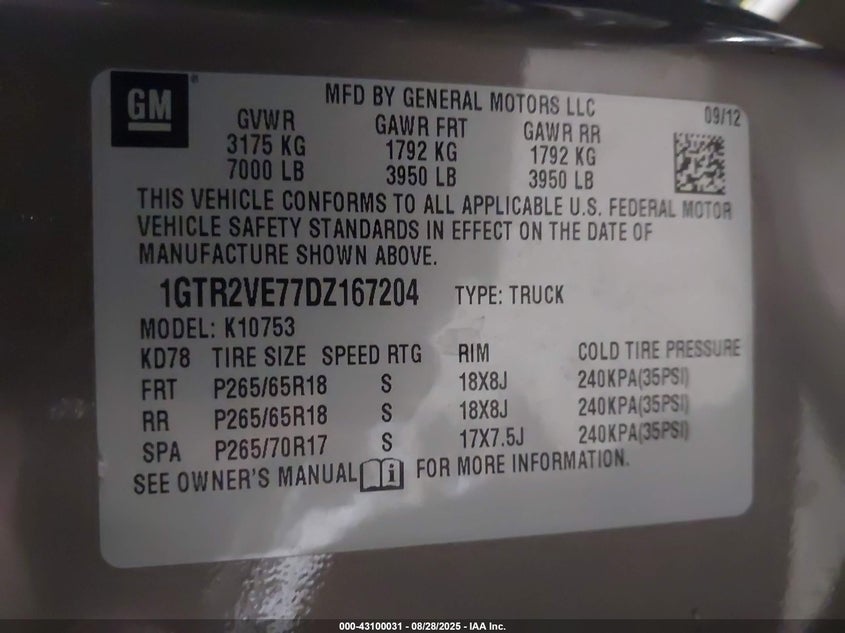 GM
MFD BY GENERAL MOTORS LLC
09/12
GVWR GAWR FRT GAWR RR
3175 KG 1792 KG 1792 KG
7000 LB 3950 LB 3950 LB
THIS VEHICLE CONFORMS TO ALL APPLICABLE U.S. FEDERAL MOTOR
VEHICLE SAFETY STANDARDS IN EFFECT ON THE DATE OF
MANUFACTURE SHOWN ABOVE.
1GTR2VE77DZ167204 TYPE: TRUCK
MODEL: K10753
KD78 TIRE SIZE SPEED RTG RIM COLD TIRE PRESSURE
FRT P265/65R18 S 18X8J 240KPA(35PSI)
RR P265/65R18 S 18X8J 240KPA(35PSI)
SPA P265/70R17 S 17X7.5J 240KPA(35PSI)
SEE OWNER'S MANUAL i FOR MORE INFORMATION.
000-43100031 - 08/28/2025 - IAA Inc.